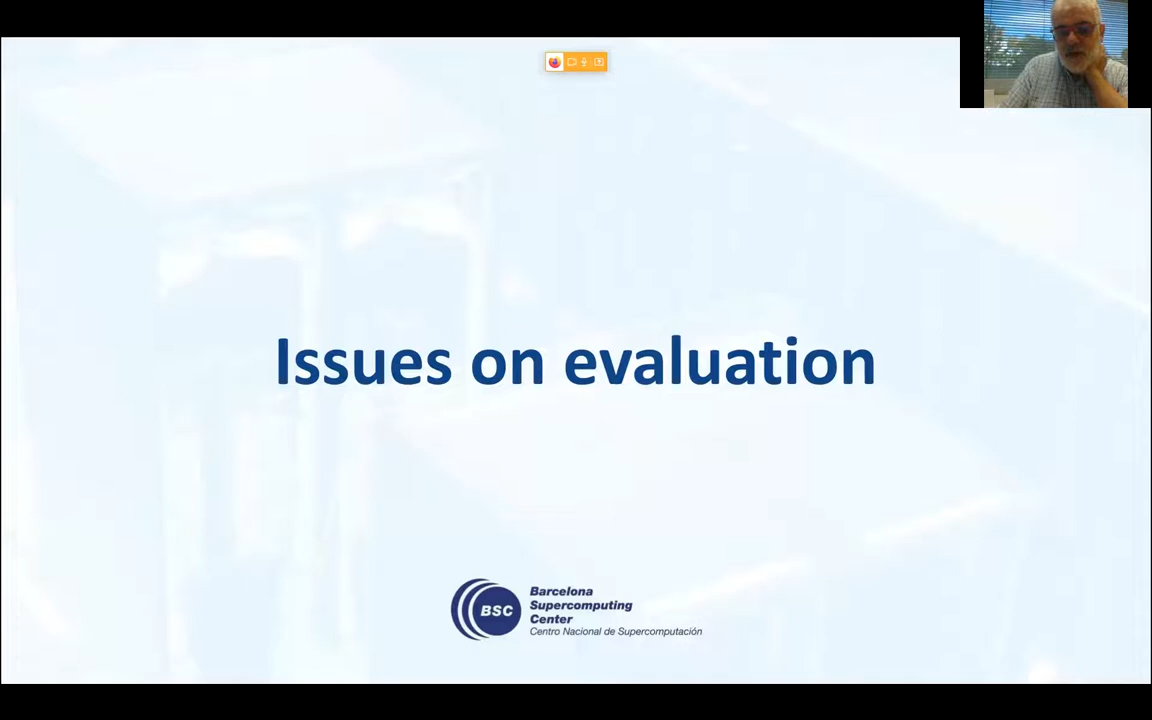 Issues on evaluation
BSC
Barcelona
Supercomputing
Center
Centro Nacional de Supercomputación